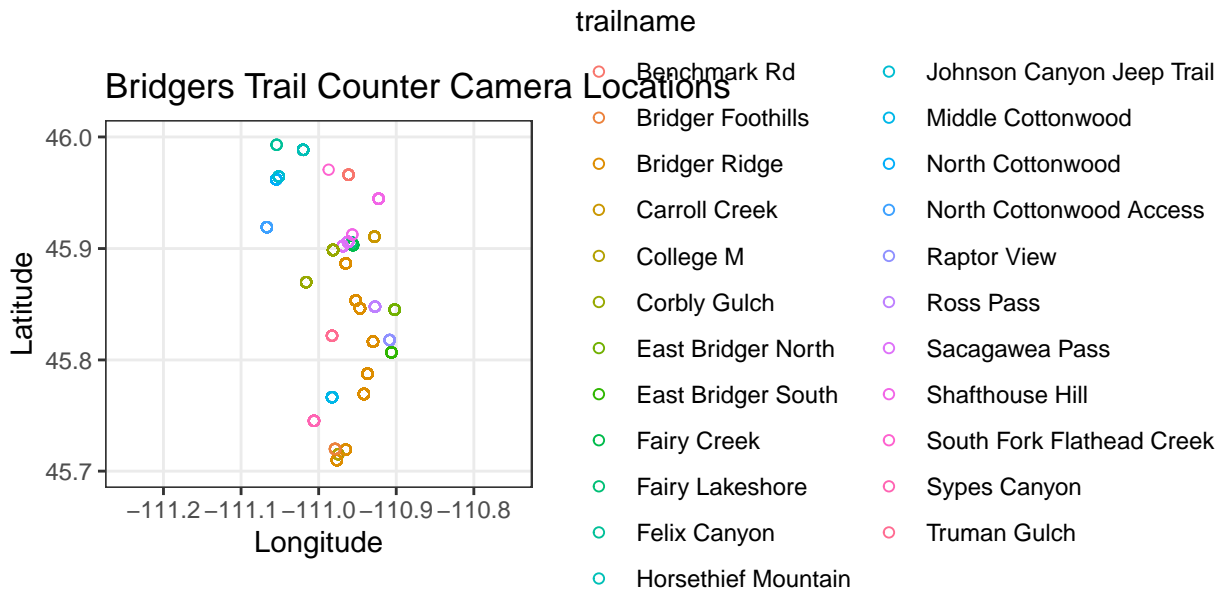 trailname
Bridgers Trail Counter Camera Locations
46.0
45.9
45.8
45.7
Latitude
−111.2 −111.1 −111.0 −110.9 −110.8
Longitude
Benchmark Rd
Bridger Foothills
Bridger Ridge
Carroll Creek
College M
Corbly Gulch
East Bridger North
East Bridger South
Fairy Creek
Fairy Lakeshore
Felix Canyon
Horsethief Mountain
Johnson Canyon Jeep Trail
Middle Cottonwood
North Cottonwood
North Cottonwood Access
Raptor View
Ross Pass
Sacagawea Pass
Shafthouse Hill
South Fork Flathead Creek
Sypes Canyon
Truman Gulch